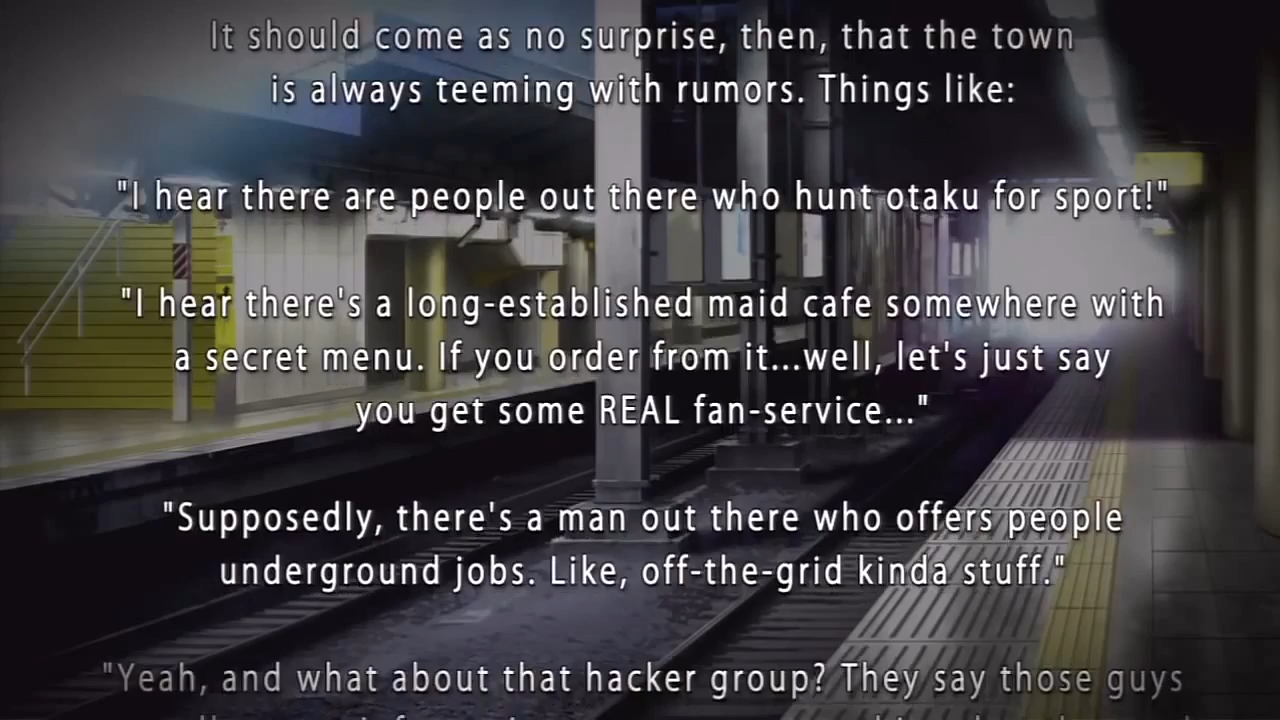 It should come as no surprise, then, that the town
is always teeming with rumors. Things like:
"I hear there are people out there who hunt otaku for sport!"
"I hear there's a long-established maid cafe somewhere with
a secret menu. If you order from it...well, let's just say
you get some REAL fan-service..."
"Supposedly, there's a man out there who offers people
underground jobs. Like, off-the-grid kinda stuff."
"Yeah, and what about that hacker group? They say those guys